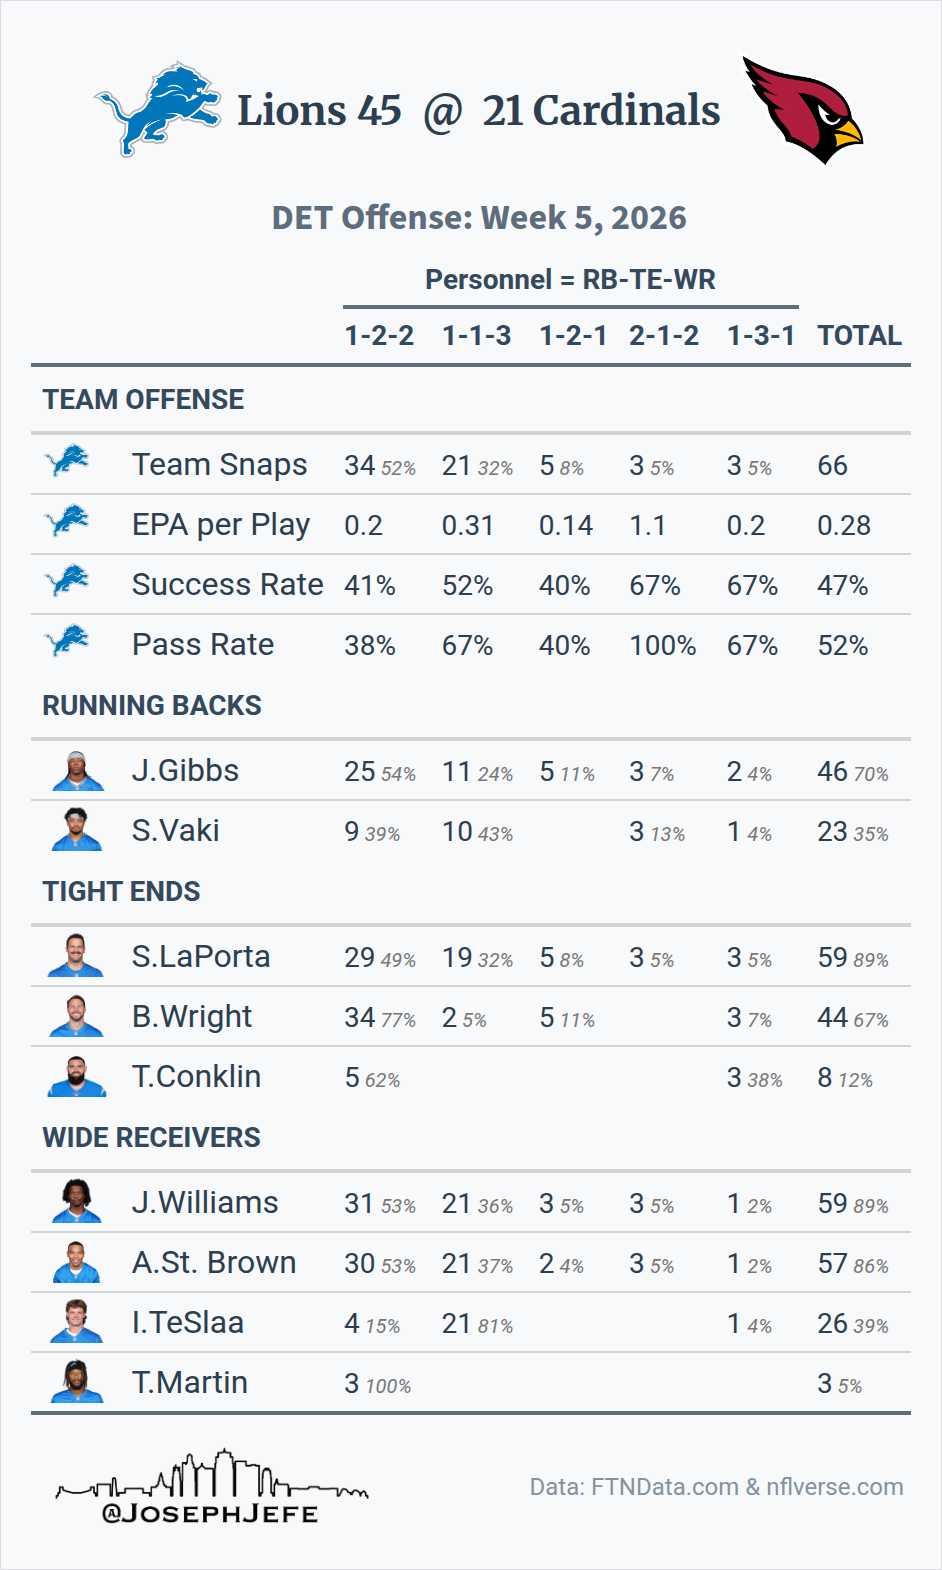 Lions 45 @ 21 Cardinals
DET Offense: Week 5, 2026
Personnel = RB-TE-WR
1-2-2 1-1-3 1-2-1 2-1-2 1-3-1 TOTAL
TEAM OFFENSE
Team Snaps 34 52% 21 32% 5 8% 3 5% 3 5% 66
EPA per Play 0.2 0.31 0.14 1.1 0.2 0.28
Success Rate 41% 52% 40% 67% 67% 47%
Pass Rate 38% 67% 40% 100% 67% 52%
RUNNING BACKS
J.Gibbs 25 54% 11 24% 5 11% 3 7% 2 4% 46 70%
S.Vaki 9 39% 10 43% 3 13% 1 4% 23 35%
TIGHT ENDS
S.LaPorta 29 49% 19 32% 5 8% 3 5% 3 5% 59 89%
B.Wright 34 77% 2 5% 5 11% 3 7% 44 67%
T.Conklin 5 62% 3 38% 8 12%
WIDE RECEIVERS
J.Williams 31 53% 21 36% 3 5% 3 5% 1 2% 59 89%
A.St. Brown 30 53% 21 37% 2 4% 3 5% 1 2% 57 86%
I.TeSlaa 4 15% 21 81% 1 4% 26 39%
T.Martin 3 100% 3 5%
@JosephJefe
Data: FTNData.com & nflverse.com